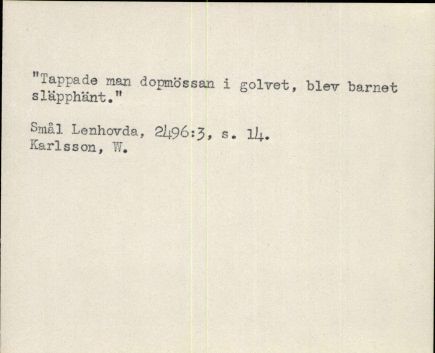 "Tappade man dopmössan i golvet, blev barnet
släpphänt."
Smål Lenhovda, 2496:3, s. 14.
Karlsson, W.